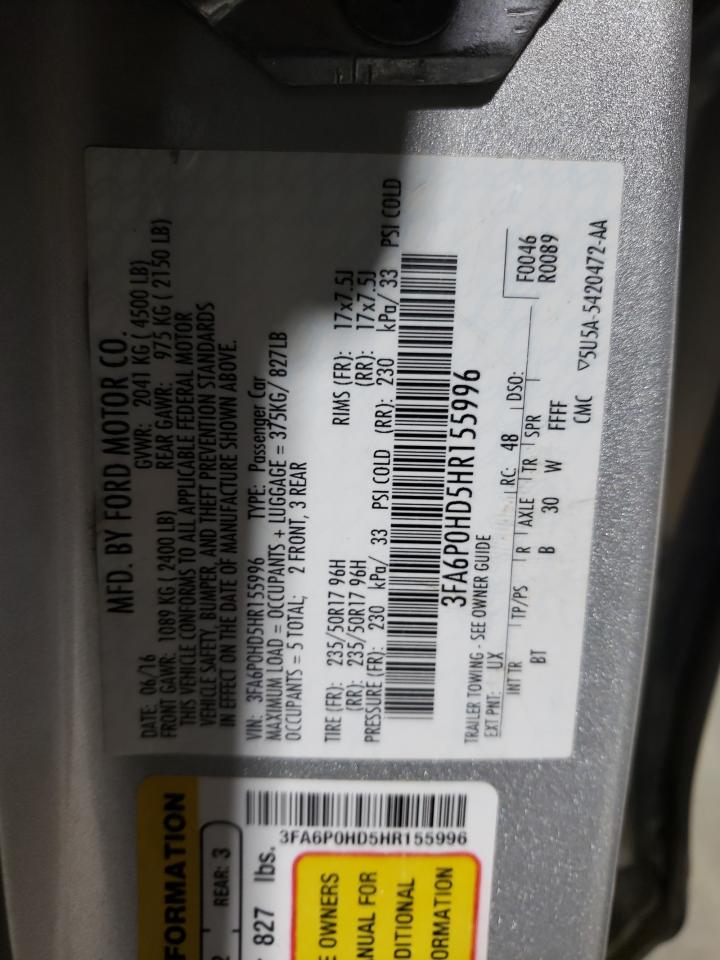 MFD. BY FORD MOTOR CO.
DATE: 06/16 GVWR: 2041 KG ( 4500 LB)
FRONT GAWR: 1089 KG ( 2400 LB) REAR GAWR: 975 KG ( 2150 LB)
THIS VEHICLE CONFORMS TO ALL APPLICABLE FEDERAL MOTOR
VEHICLE SAFETY, BUMPER, AND THEFT PREVENTION STANDARDS
IN EFFECT ON THE DATE OF MANUFACTURE SHOWN ABOVE.
VIN: 3FA6P0HD5HR155996 TYPE: Passenger Car
MAXIMUM LOAD = OCCUPANTS + LUGGAGE = 375KG/ 827LB
OCCUPANTS = 5 TOTAL; 2 FRONT, 3 REAR
TIRE (FR): 235/50R17 96H RIMS (FR): 17x7.5J
(RR): 235/50R17 96H (RR): 17x7.5J
PRESSURE (FR): 230 kPa/ 33 PSI COLD (RR): 230 kPa/ 33 PSI COLD
3FA6P0HD5HR155996
TRAILER TOWING - SEE OWNER GUIDE
EXT PNT: UX RC: 48 DSO: F0046
R0089
INT TR TP/PS R AXLE TR SPR
BT B 30 W FFFF
CMC ▽5U5A-5420472-AA
FORMATION
2 REAR: 3
827 lbs.
3FA6P0HD5HR155996
E OWNERS
NUAL FOR
DITIONAL
ORMATION